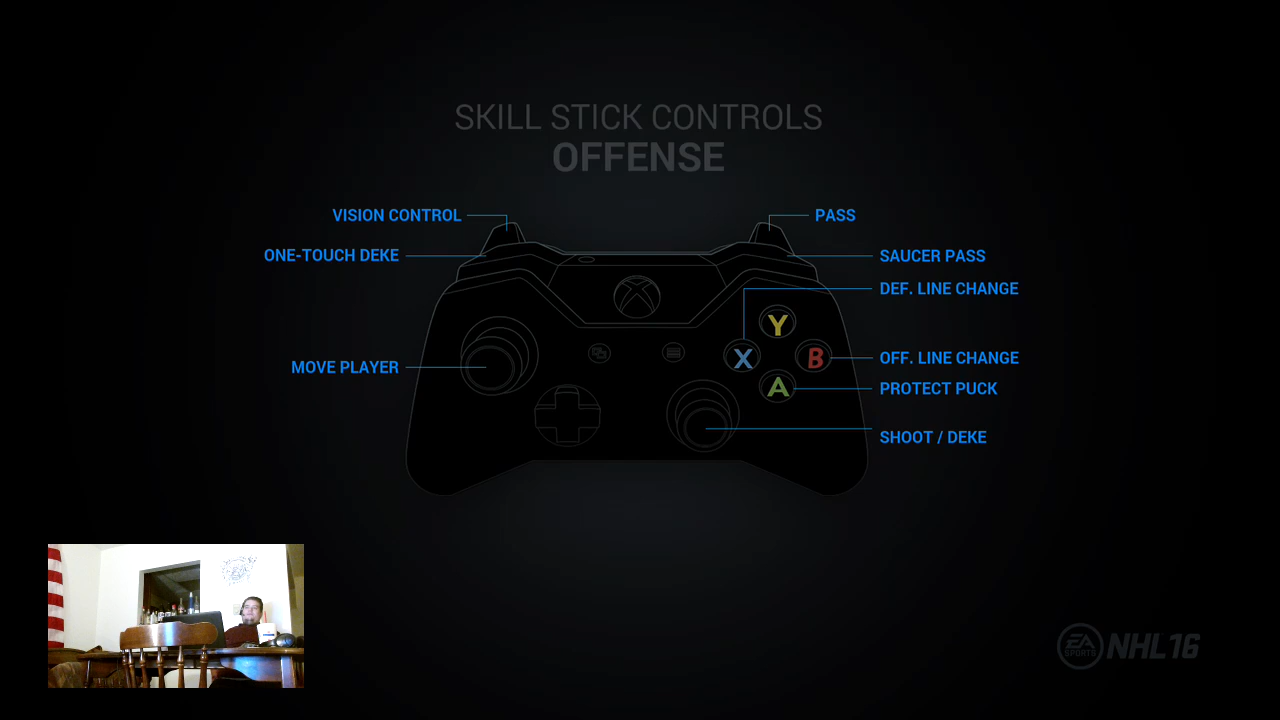 SKILL STICK CONTROLS
OFFENSE
VISION CONTROL
PASS
ONE-TOUCH DEKE
SAUCER PASS
DEF. LINE CHANGE
Y
X
B
OFF. LINE CHANGE
MOVE PLAYER
A
PROTECT PUCK
SHOOT / DEKE
EA SPORTS NHL16